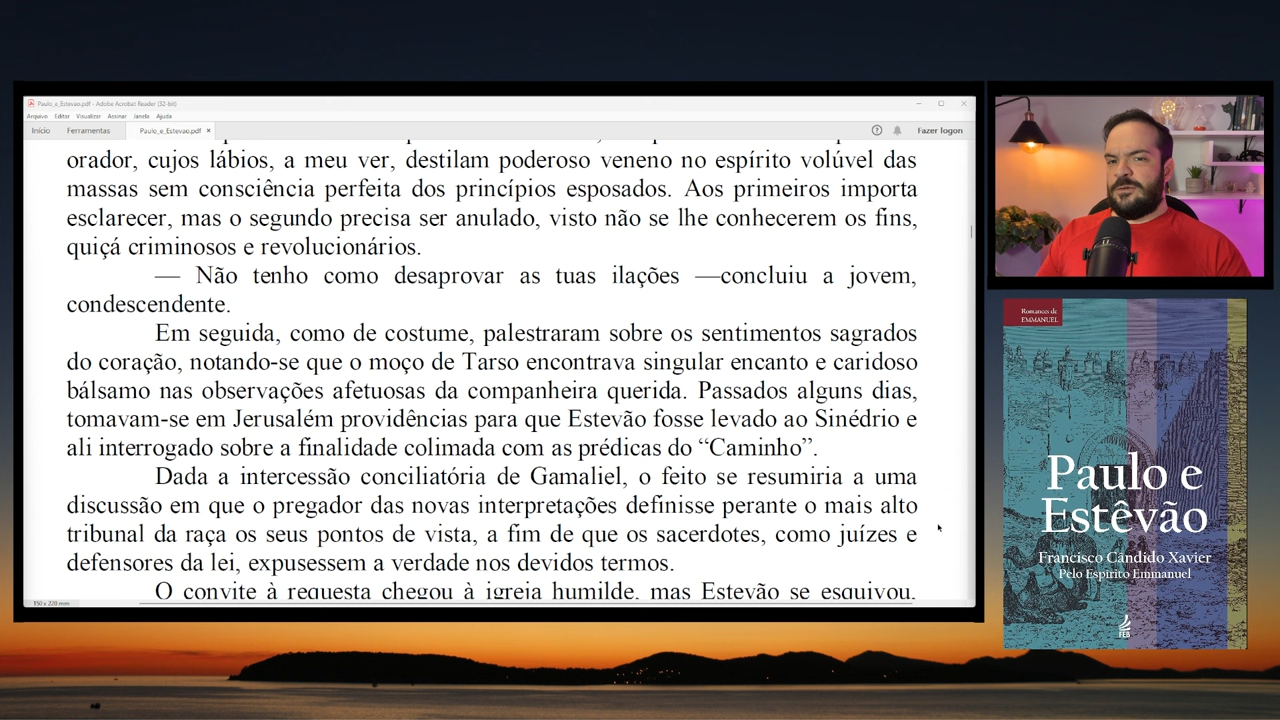 Paulo_e_Estevao.pdf - Adobe Acrobat Reader (32-bit)
Arquivo Editar Visualizar Assinar Janela Ajuda
Início Ferramentas Paulo_e_Estevao.pdf × Fazer logon
orador, cujos lábios, a meu ver, destilam poderoso veneno no espírito volúvel das
massas sem consciência perfeita dos princípios esposados. Aos primeiros importa
esclarecer, mas o segundo precisa ser anulado, visto não se lhe conhecerem os fins,
quiçá criminosos e revolucionários.
— Não tenho como desaprovar as tuas ilações —concluiu a jovem,
condescendente.
Em seguida, como de costume, palestraram sobre os sentimentos sagrados
do coração, notando-se que o moço de Tarso encontrava singular encanto e caridoso
bálsamo nas observações afetuosas da companheira querida. Passados alguns dias,
tomavam-se em Jerusalém providências para que Estevão fosse levado ao Sinédrio e
ali interrogado sobre a finalidade colimada com as prédicas do “Caminho”.
Dada a intercessão conciliatória de Gamaliel, o feito se resumiria a uma
discussão em que o pregador das novas interpretações definisse perante o mais alto
tribunal da raça os seus pontos de vista, a fim de que os sacerdotes, como juízes e
defensores da lei, expusessem a verdade nos devidos termos.
O convite à requesta chegou à igreja humilde, mas Estevão se esquivou,
150 x 220 mm
Romances de
EMMANUEL
Paulo e
Estêvão
Francisco Cândido Xavier
Pelo Espírito Emmanuel
FEB